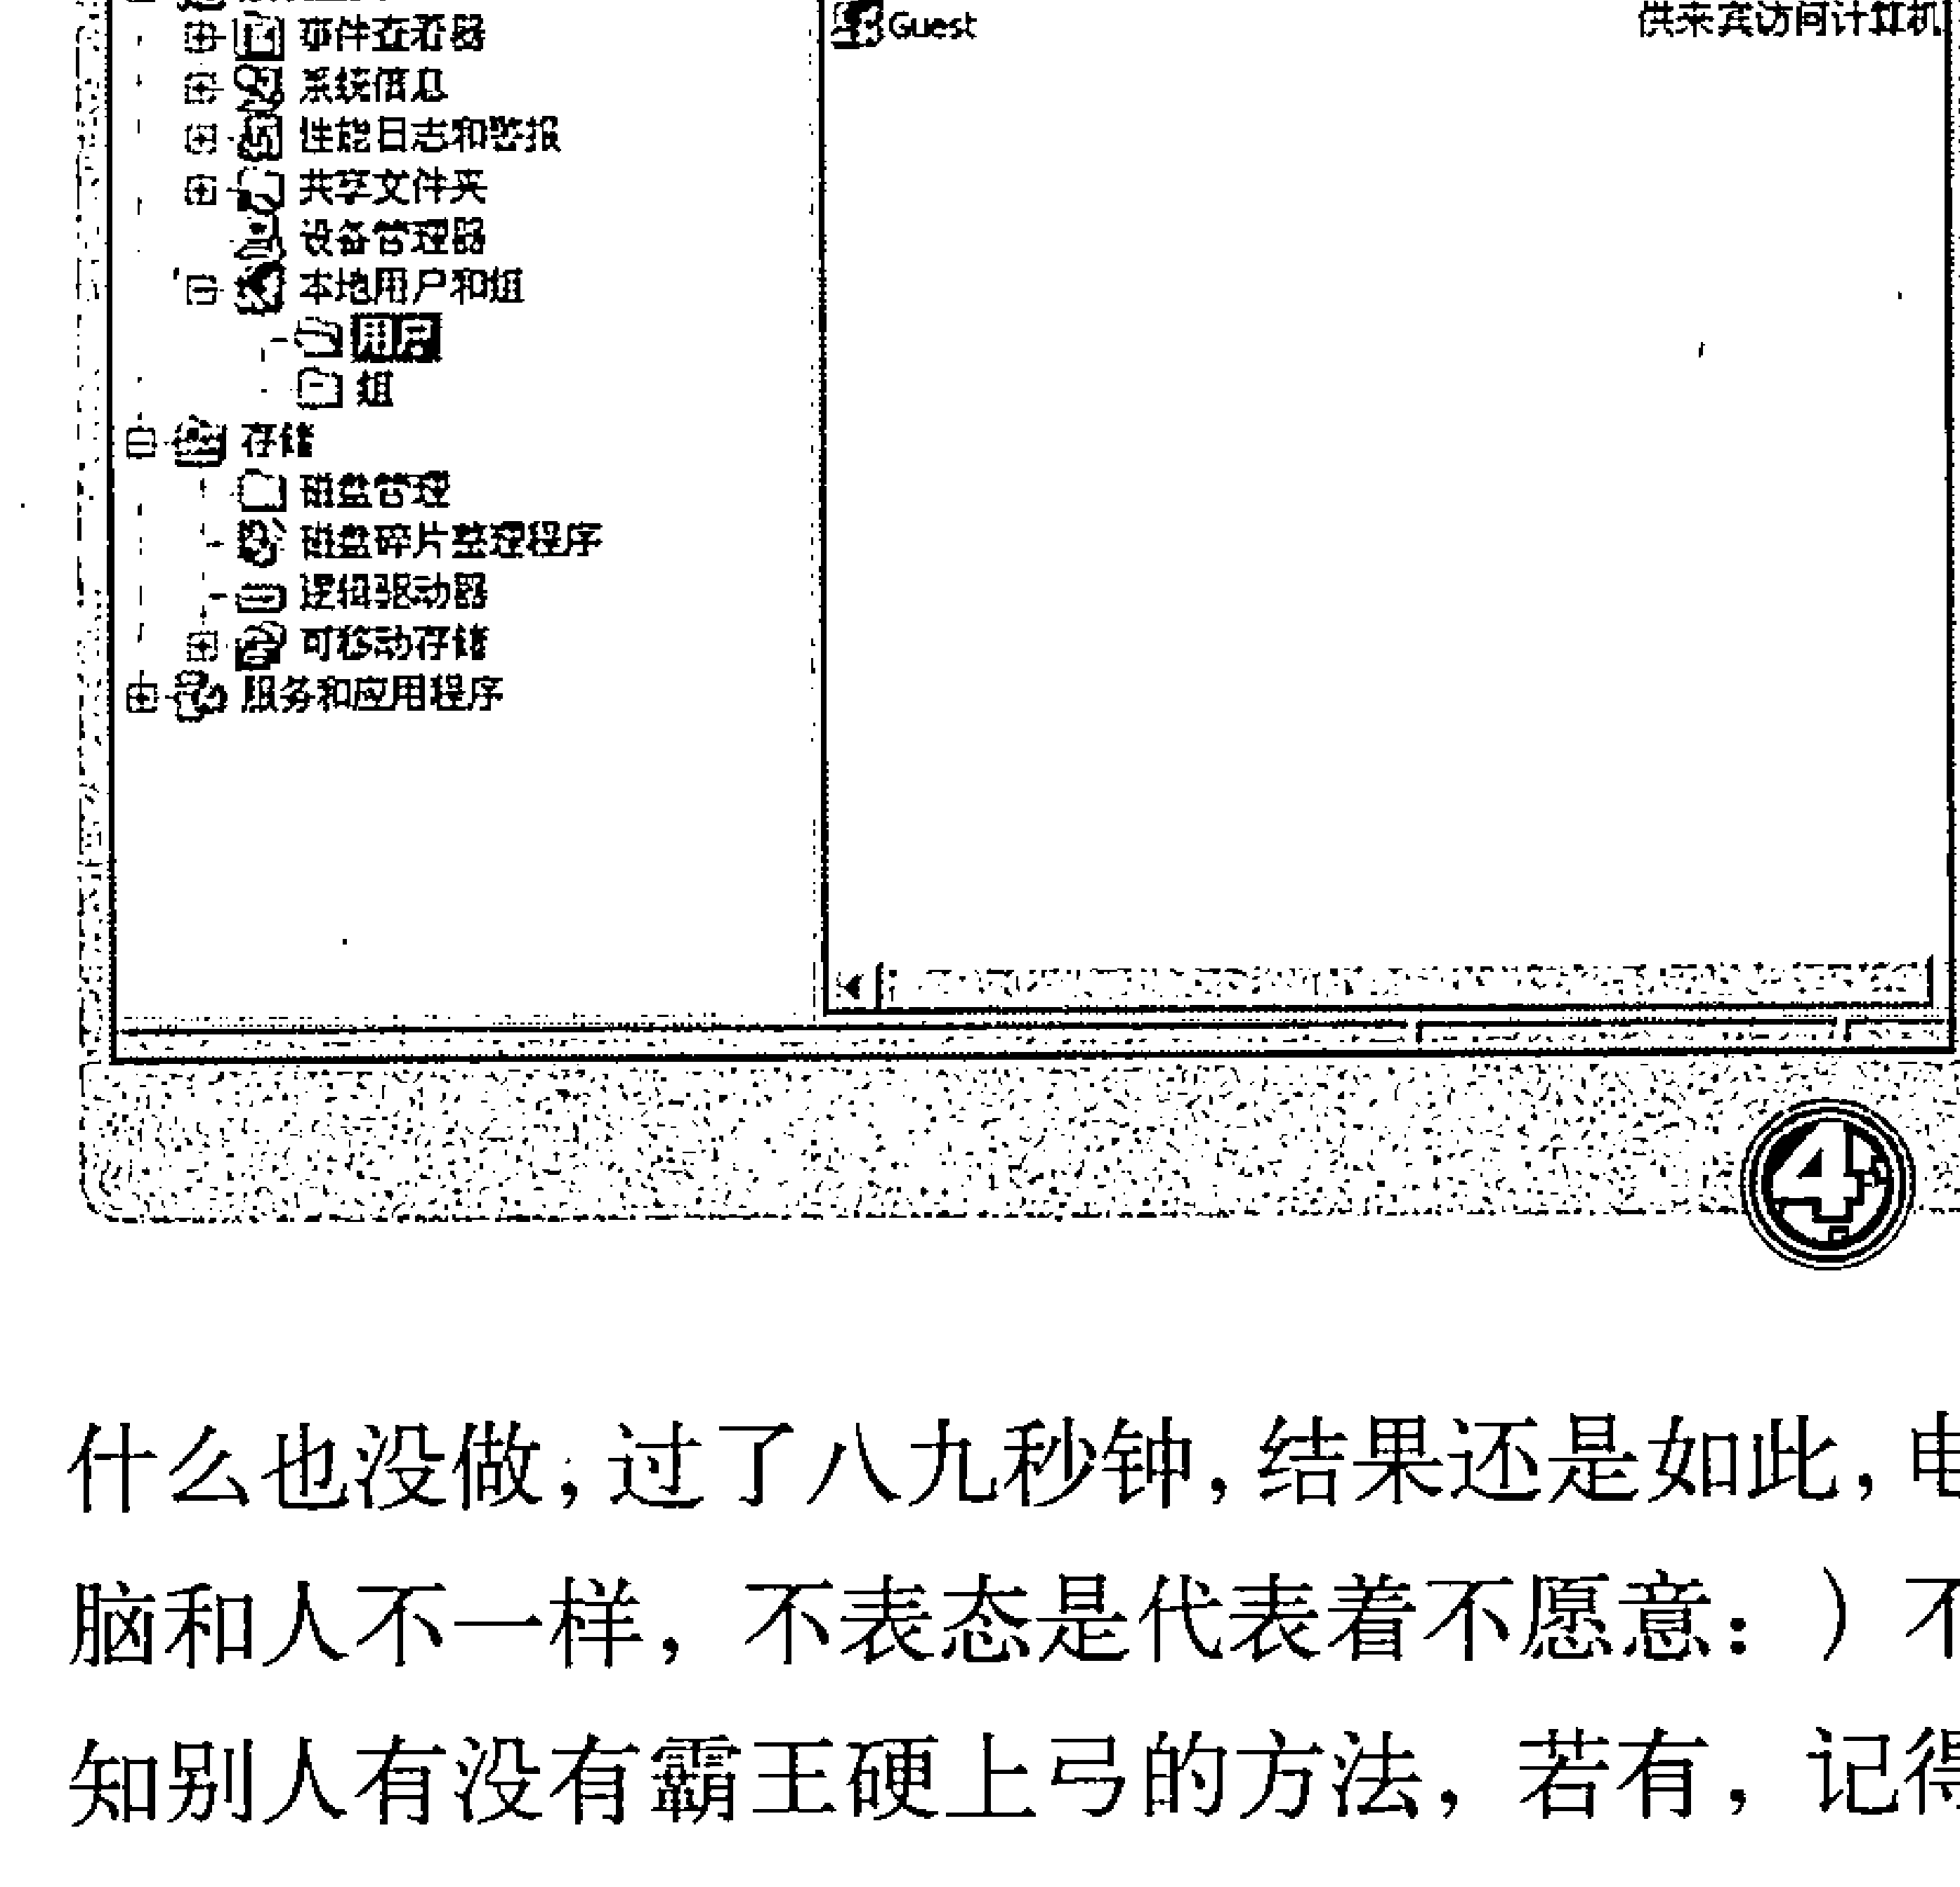 Guest
供来宾访问计算机
事件查看器
系统信息
性能日志和警报
共享文件夹
设备管理器
本地用户和组
用户
组
存储
磁盘管理
磁盘碎片整理程序
逻辑驱动器
可移动存储
服务和应用程序
4
什么也没做；过了八九秒钟，结果还是如此，电
脑和人不一样，不表态是代表着不愿意：）不
知别人有没有霸王硬上弓的方法，若有，记得